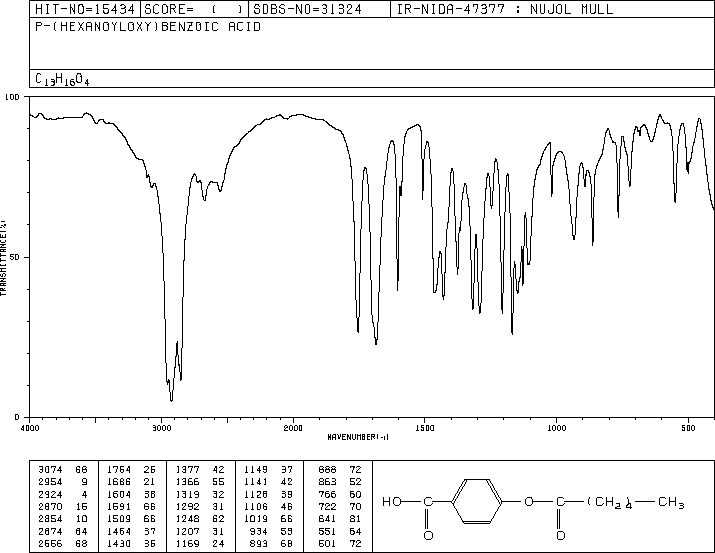 HIT-NO=15434 SCORE= ( ) SDBS-NO=31324 IR-NIDA-47377 : NUJOL MULL
P-(HEXANOYLOXY)BENZOIC ACID
C13H16O4
100
50
0
TRANSMITTANCE(%)
4000 3000 2000 1500 1000 500
WAVENUMBER(-1)
3074 66 1754 26 1377 42 1149 37 888 72
2954 9 1686 21 1366 55 1141 42 863 52
2924 4 1604 38 1319 32 1128 39 766 60
2870 15 1591 66 1292 31 1106 46 722 70
2854 10 1509 66 1248 62 1019 66 641 81
2674 64 1464 37 1207 31 934 53 551 64
2556 68 1430 35 1169 24 893 68 501 72
HO C O C (CH2)4 CH3
O O